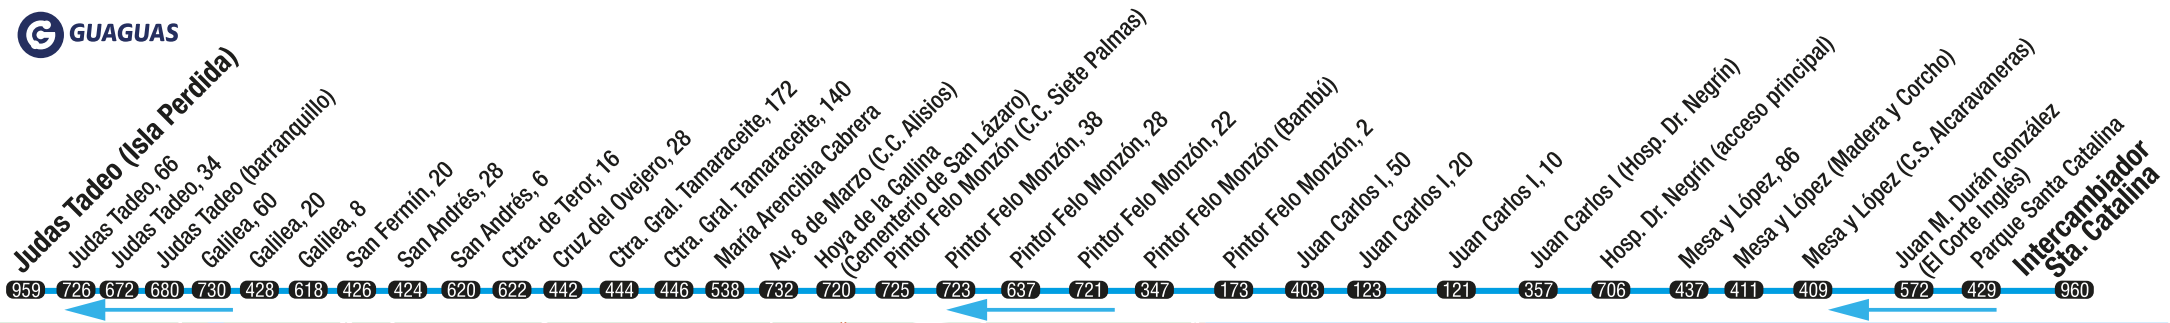 GUAGUAS
Judas Tadeo (Isla Perdida)
Judas Tadeo, 66
Judas Tadeo, 34
Judas Tadeo (barranquillo)
Galilea, 60
Galilea, 20
Galilea, 8
San Fermín, 20
San Andrés, 28
San Andrés, 6
Ctra. de Teror, 16
Cruz del Ovejero, 28
Ctra. Gral. Tamaraceite, 172
Ctra. Gral. Tamaraceite, 140
María Arencibia Cabrera
Av. 8 de Marzo (C.C. Alisios)
Hoya de la Gallina
(Cementerio de San Lázaro)
Pintor Felo Monzón (C.C. Siete Palmas)
Pintor Felo Monzón, 38
Pintor Felo Monzón, 28
Pintor Felo Monzón, 22
Pintor Felo Monzón (Bambú)
Pintor Felo Monzón, 2
Juan Carlos I, 50
Juan Carlos I, 20
Juan Carlos I, 10
Juan Carlos I (Hosp. Dr. Negrín)
Hosp. Dr. Negrín (acceso principal)
Mesa y López, 86
Mesa y López (Madera y Corcho)
Mesa y López (C.S. Alcaravaneras)
Juan M. Durán González
(El Corte Inglés)
Parque Santa Catalina
Intercambiador
Sta. Catalina
959 726 672 680 730 428 618 426 424 620 622 442 444 446 538 732 720 725 723 637 721 347 173 403 123 121 357 706 437 411 409 572 429 960